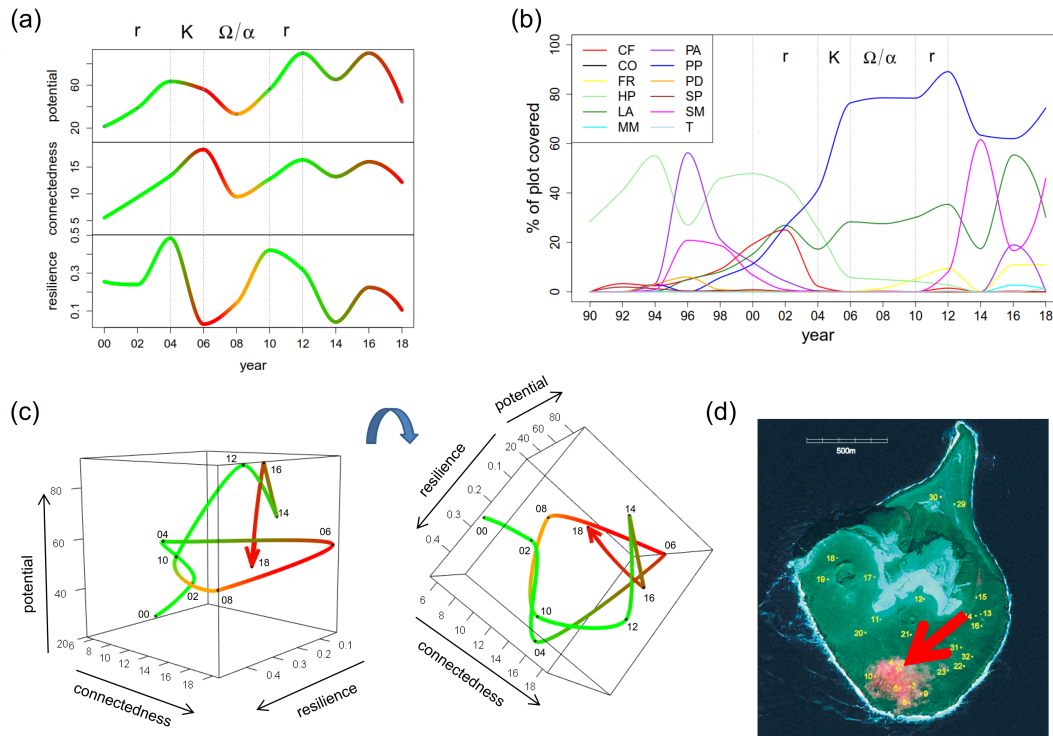 (a)
r K Ω/α r
potential
60
20
connectedness
15
5
resilience
0.5
0.3
0.1
00 02 04 06 08 10 12 14 16 18
year
(b)
r K Ω/α r
CF PA
CO PP
FR PD
HP SP
LA SM
MM T
% of plot covered
100
80
60
40
20
0
90 92 94 96 98 00 02 04 06 08 10 12 14 16 18
year
(c)
potential
80
60
40
20
12
16
14
04
06
10
18
02
08
00
6 8 10 12 14 16 18
connectedness
0.4 0.3 0.2 0.1
resilience
potential
20 40 60 80
resilience
0.1
0.2
0.3
0.4
00
08
14
18
02
06
16
10
12
04
6 8 10 12 14 16 18
connectedness
(d)
500m
30
29
18
19
17
15
12
13
16
11
20
21
31
32
22
23
10
6
7
9
8